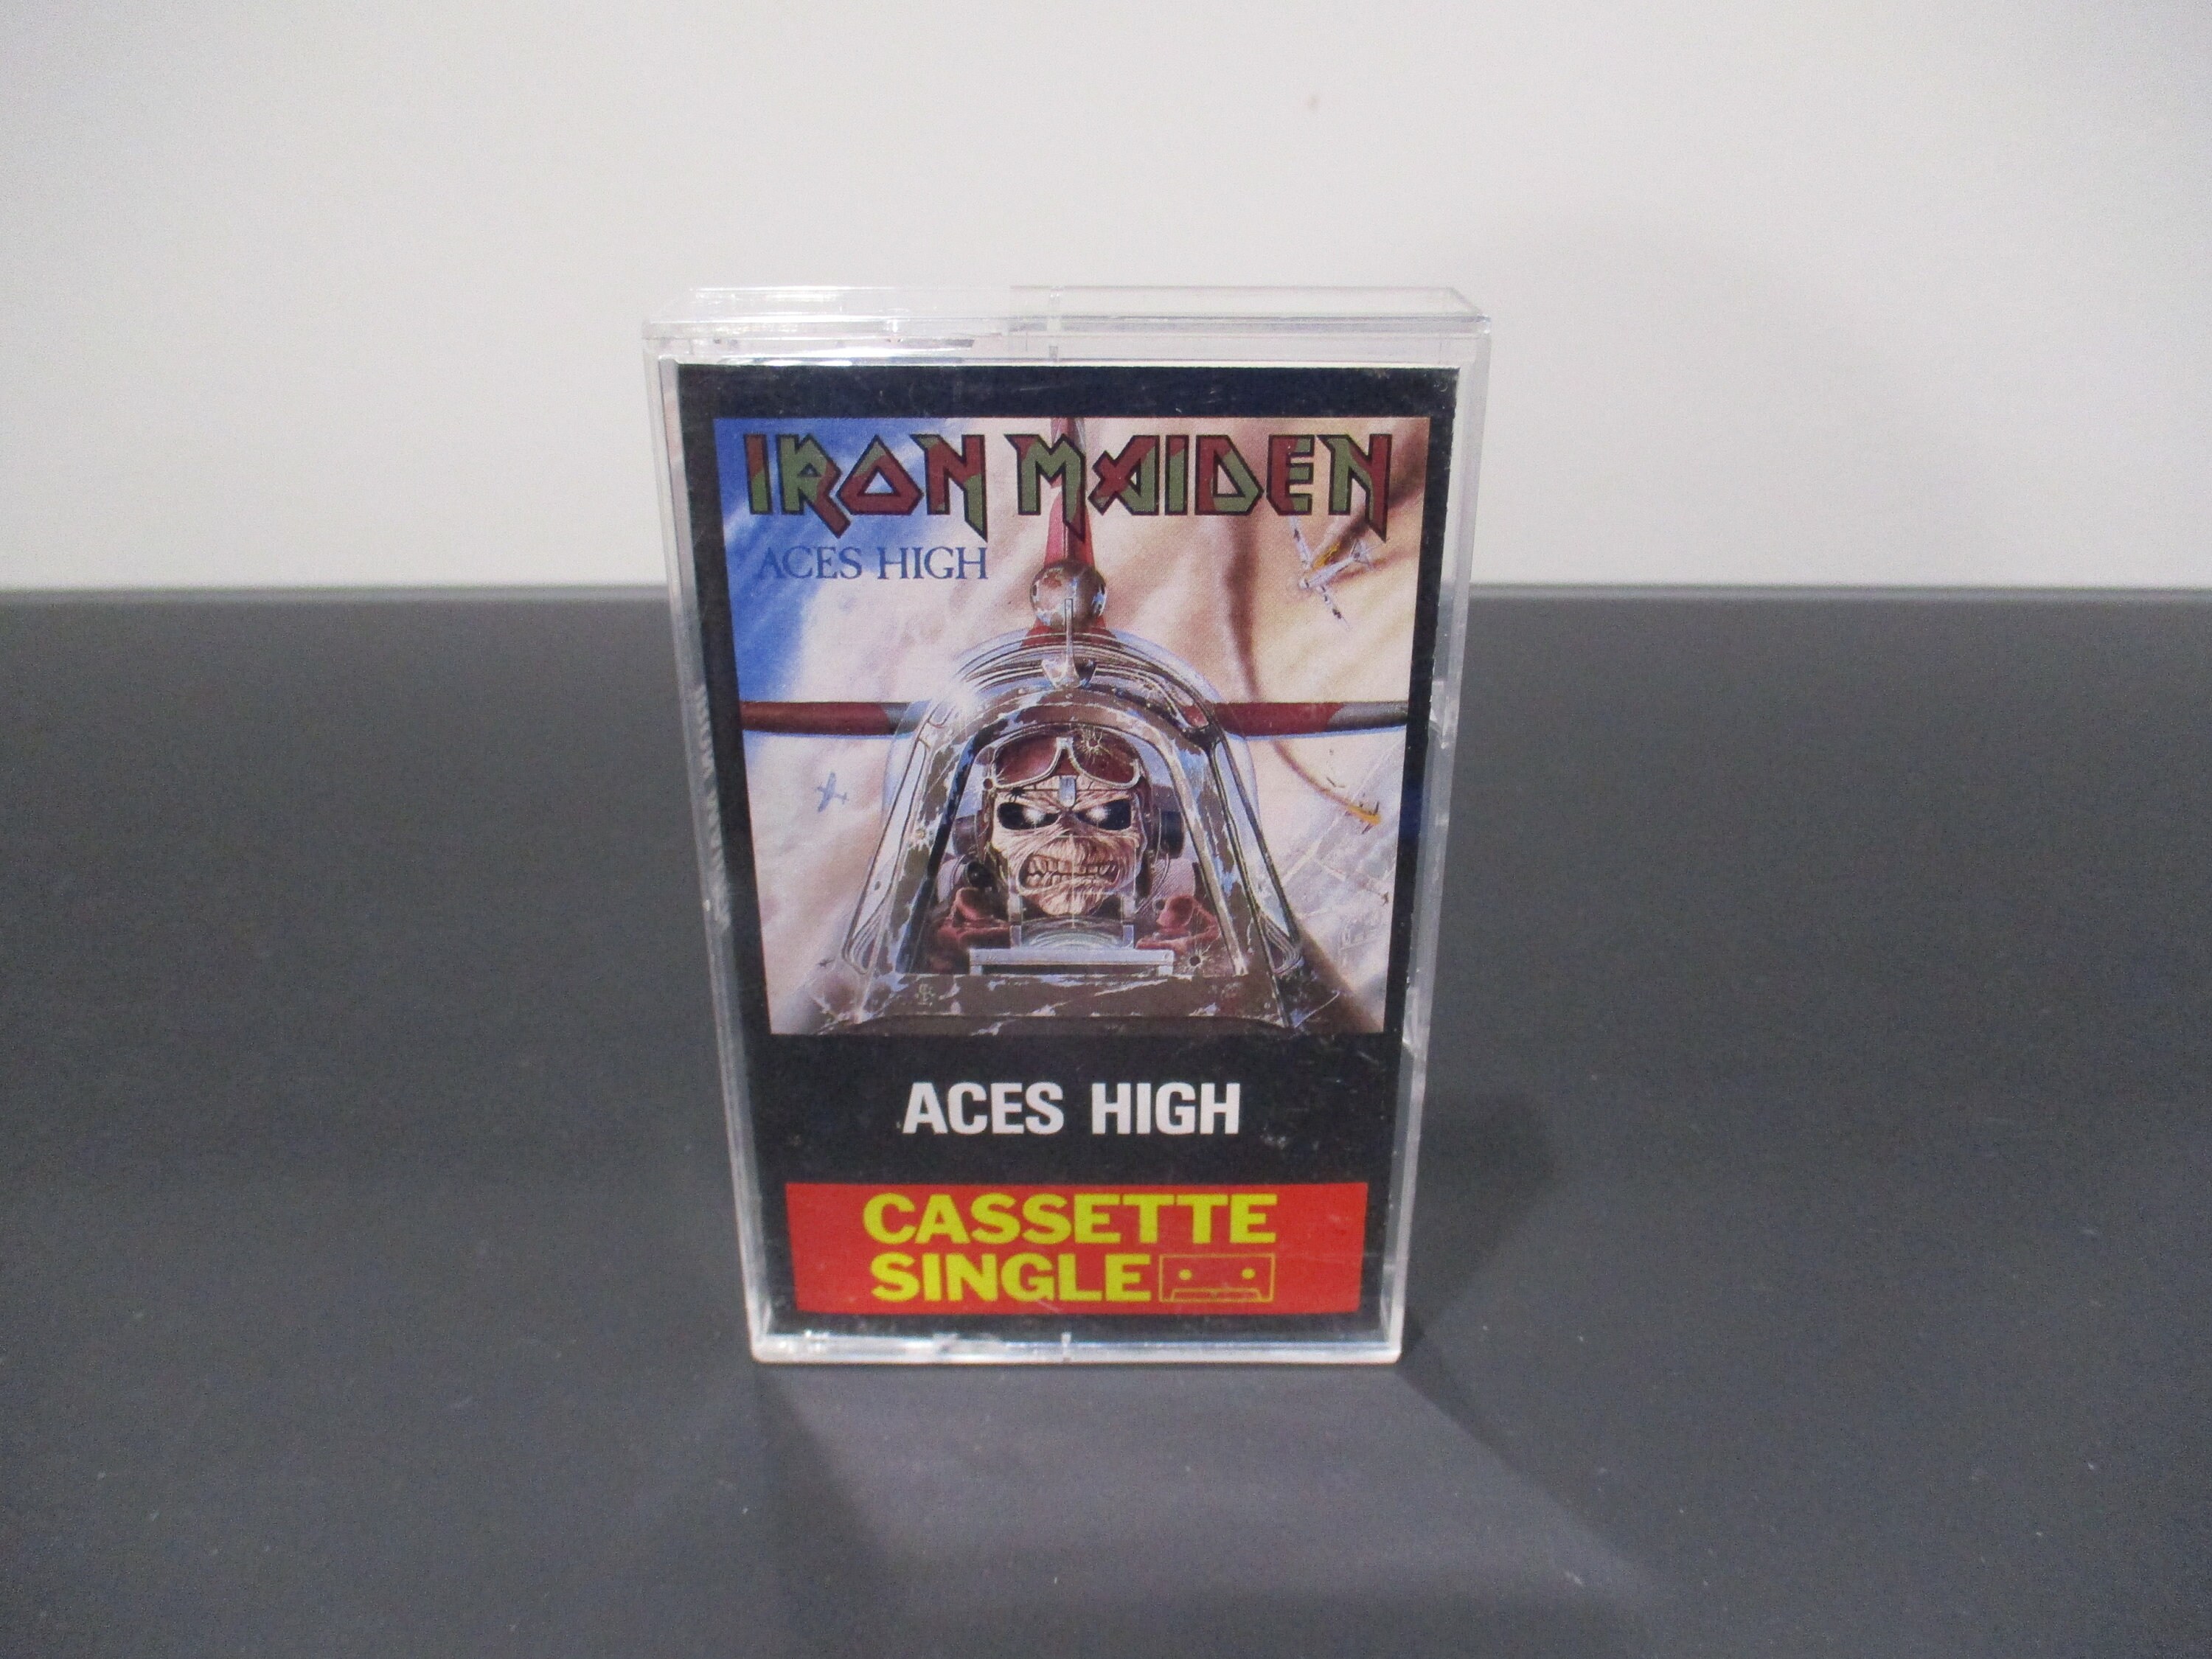 IRON MAIDEN
ACES HIGH
ACES HIGH
CASSETTE
SINGLE